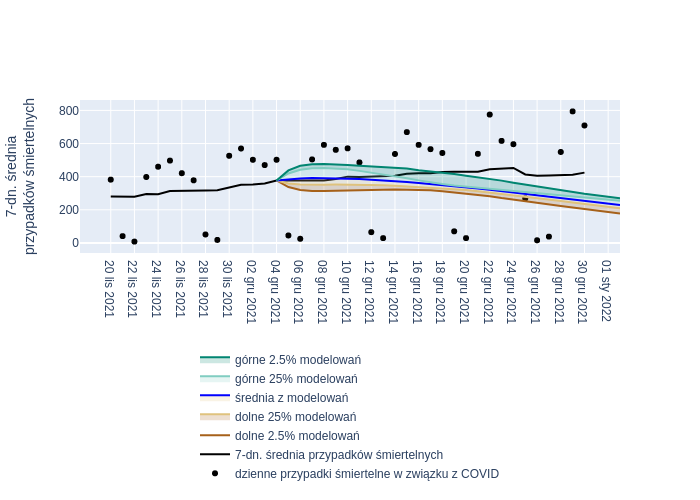 7-dn. średnia
przypadków śmiertelnych
800
600
400
200
0
20 lis 2021
22 lis 2021
24 lis 2021
26 lis 2021
28 lis 2021
30 lis 2021
02 gru 2021
04 gru 2021
06 gru 2021
08 gru 2021
10 gru 2021
12 gru 2021
14 gru 2021
16 gru 2021
18 gru 2021
20 gru 2021
22 gru 2021
24 gru 2021
26 gru 2021
28 gru 2021
30 gru 2021
01 sty 2022
górne 2.5% modelowań
górne 25% modelowań
średnia z modelowań
dolne 25% modelowań
dolne 2.5% modelowań
7-dn. średnia przypadków śmiertelnych
dzienne przypadki śmiertelne w związku z COVID